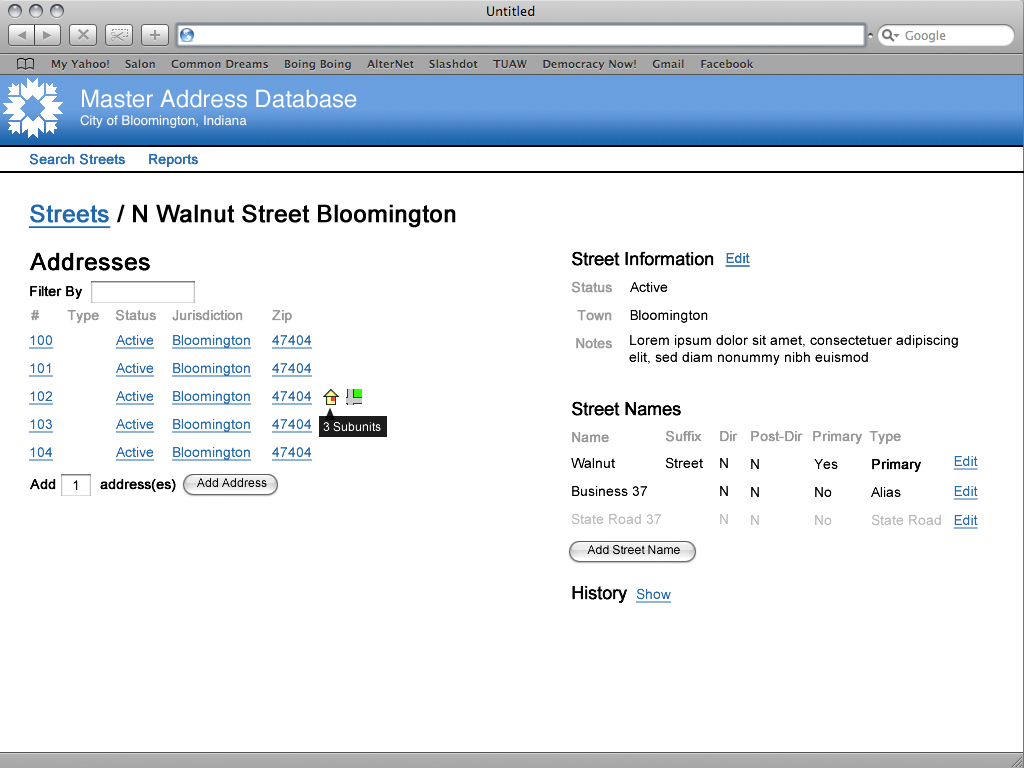 Untitled
Google
My Yahoo! Salon Common Dreams Boing Boing AlterNet Slashdot TUAW Democracy Now! Gmail Facebook
Master Address Database
City of Bloomington, Indiana
Search Streets Reports
Streets / N Walnut Street Bloomington
Addresses
Filter By
# Type Status Jurisdiction Zip
100 Active Bloomington 47404
101 Active Bloomington 47404
102 Active Bloomington 47404
3 Subunits
103 Active Bloomington 47404
104 Active Bloomington 47404
Add 1 address(es) Add Address
Street Information Edit
Status Active
Town Bloomington
Notes Lorem ipsum dolor sit amet, consectetuer adipiscing
elit, sed diam nonummy nibh euismod
Street Names
Name Suffix Dir Post-Dir Primary Type
Walnut Street N N Yes Primary Edit
Business 37 N N No Alias Edit
State Road 37 N N No State Road Edit
Add Street Name
History Show